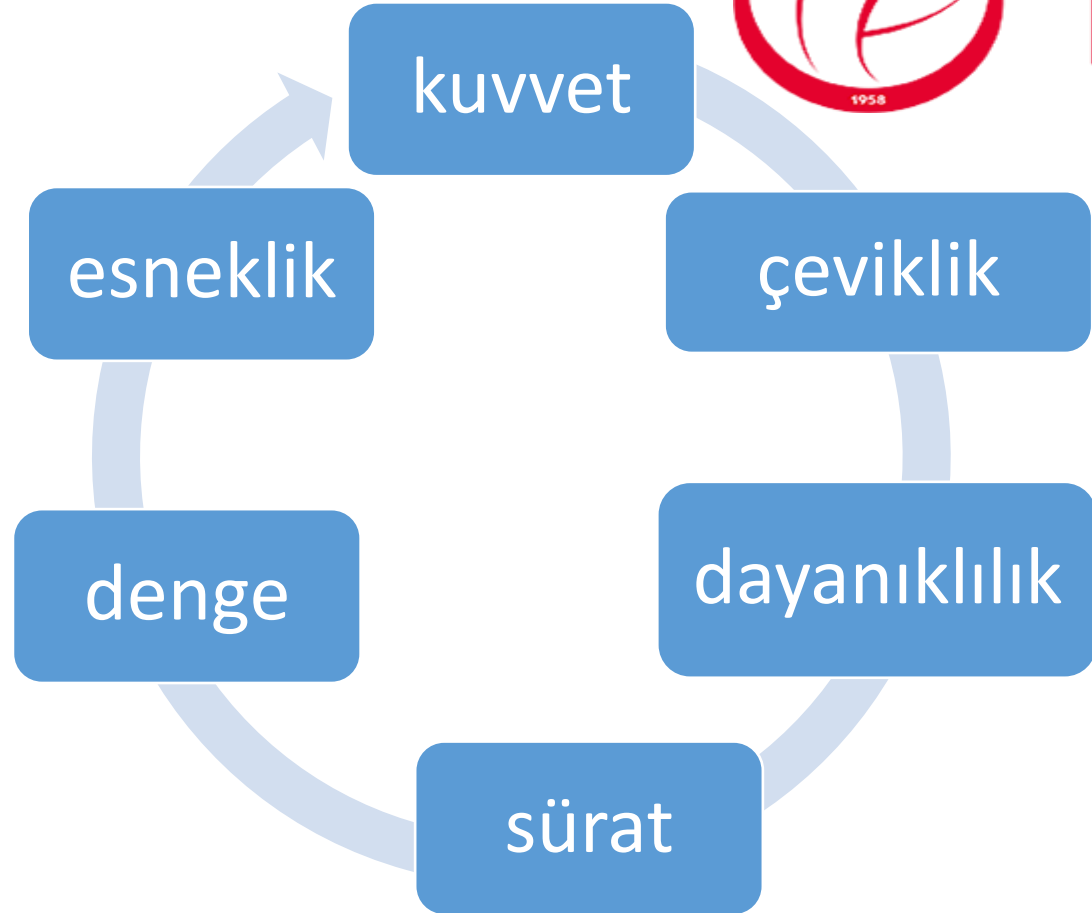 kuvvet
1958
çeviklik
dayanıklılık
sürat
denge
esneklik